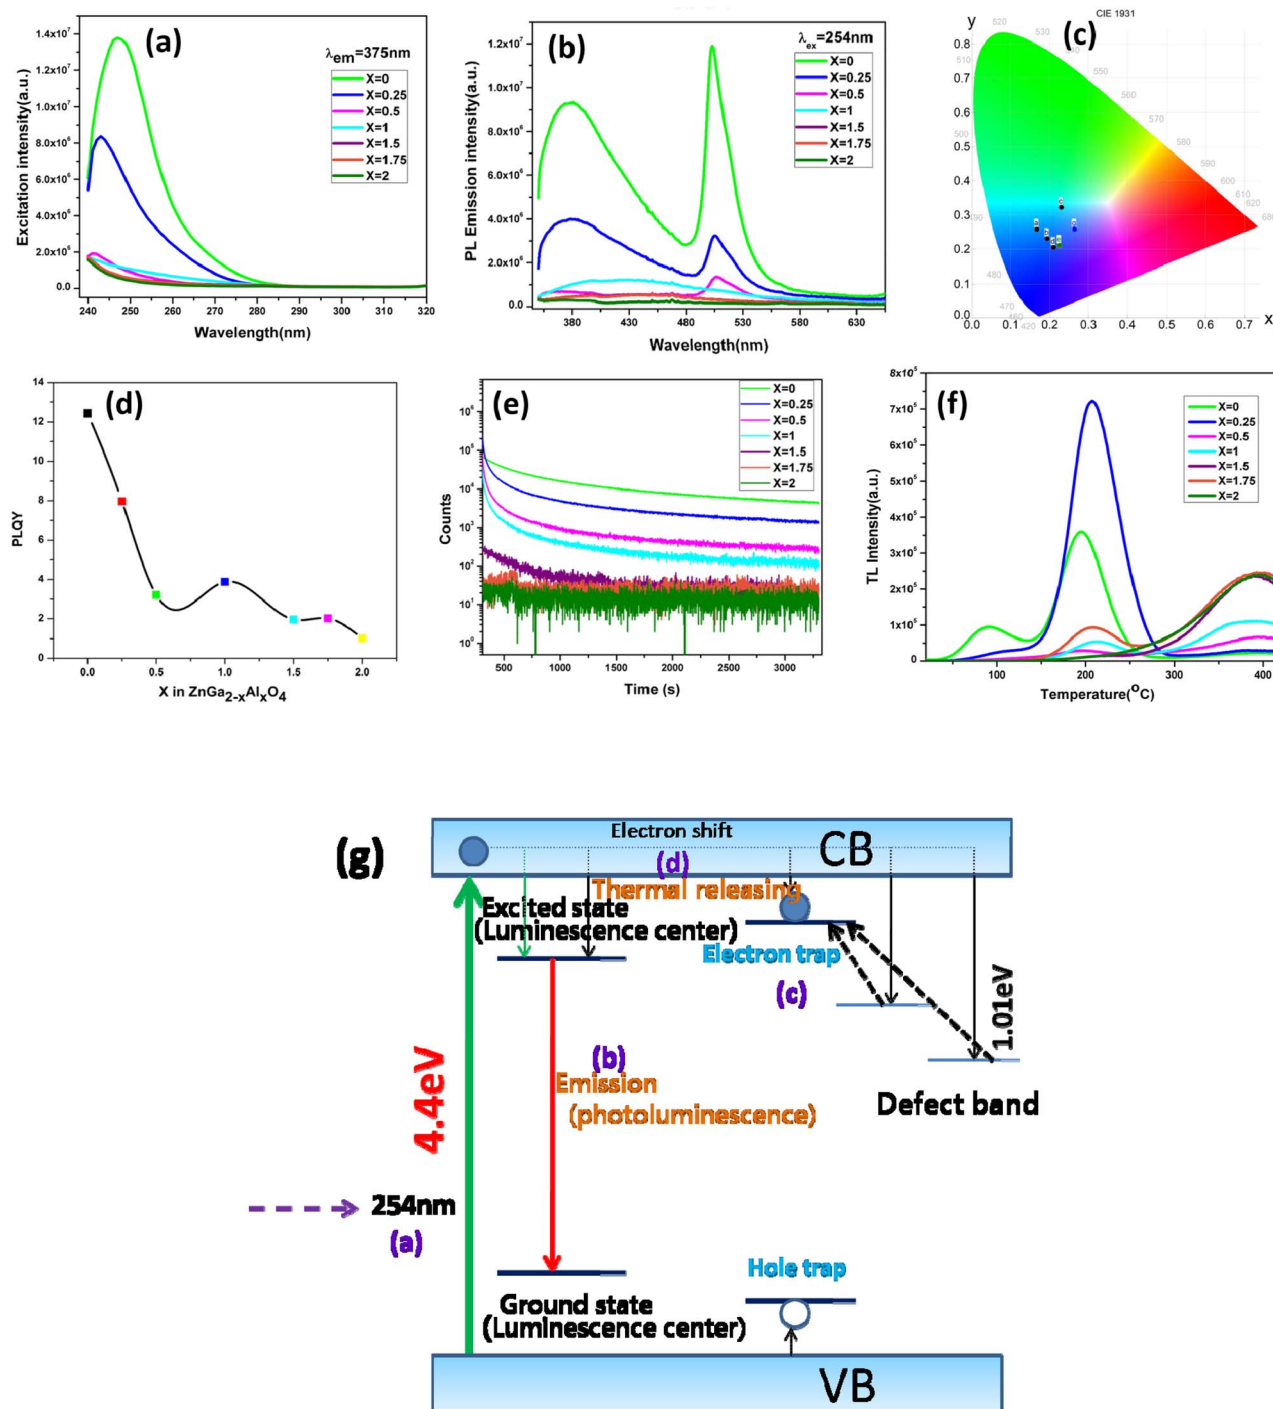 (a)
λem=375nm
X=0
X=0.25
X=0.5
X=1
X=1.5
X=1.75
X=2
Excitation intensity(a.u.)
1.4x10⁷
1.2x10⁷
1.0x10⁷
8.0x10⁶
6.0x10⁶
4.0x10⁶
2.0x10⁶
0.0
240 250 260 270 280 290 300 310 320
Wavelength(nm)
(b)
λex=254nm
X=0
X=0.25
X=0.5
X=1
X=1.5
X=1.75
X=2
PL Emission intensity(a.u.)
1.2x10⁷
1.0x10⁷
8.0x10⁶
6.0x10⁶
4.0x10⁶
2.0x10⁶
0.0
380 430 480 530 580 630
Wavelength(nm)
CIE 1931
(c)
y
0.8
0.7
0.6
0.5
0.4
0.3
0.2
0.1
0.0
0.0 0.1 0.2 0.3 0.4 0.5 0.6 0.7
x
520
530
510
550
560
500
570
580
590
600
610
620
680
480
470
420
(d)
PLQY
14
12
10
8
6
4
2
0
0.0 0.5 1.0 1.5 2.0
X in ZnGa2-xAlxO4
(e)
X=0
X=0.25
X=0.5
X=1
X=1.5
X=1.75
X=2
Counts
10⁶
10⁵
10⁴
10³
10²
10¹
10⁰
500 1000 1500 2000 2500 3000
Time (s)
(f)
X=0
X=0.25
X=0.5
X=1
X=1.5
X=1.75
X=2
TL Intensity(a.u.)
8x10⁵
7x10⁵
6x10⁵
5x10⁵
4x10⁵
3x10⁵
2x10⁵
1x10⁵
0
100 200 300 400
Temperature(°C)
(g)
Electron shift
CB
(d)
Thermal releasing
Excited state
(Luminescence center)
Electron trap
(c)
1.01eV
Defect band
4.4eV
(b)
Emission
(photoluminescence)
254nm
(a)
Hole trap
Ground state
(Luminescence center)
VB